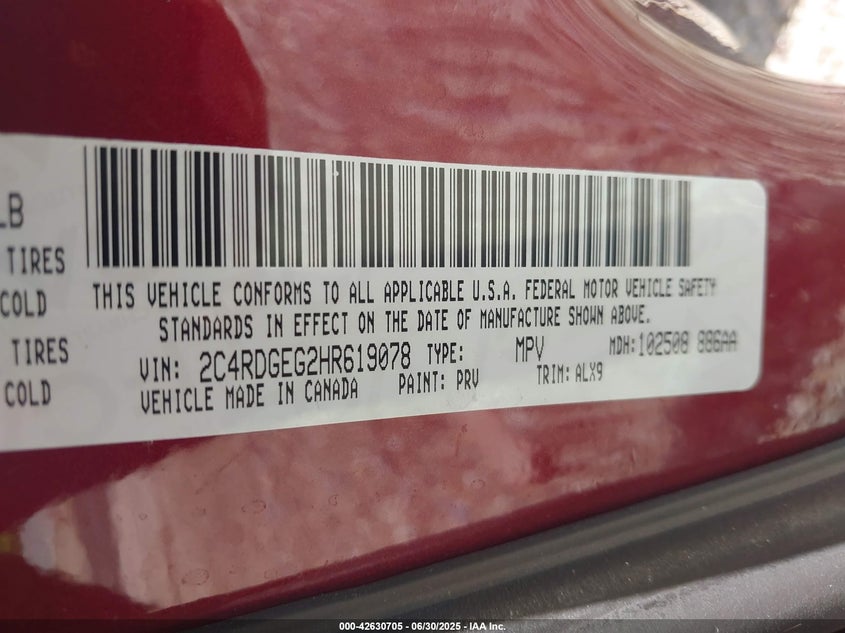 LB
TIRES
COLD
TIRES
COLD
THIS VEHICLE CONFORMS TO ALL APPLICABLE U.S.A. FEDERAL MOTOR VEHICLE SAFETY
STANDARDS IN EFFECT ON THE DATE OF MANUFACTURE SHOWN ABOVE.
VIN: 2C4RDGEG2HR619078 TYPE: MPV MDH: 102508 886AA
VEHICLE MADE IN CANADA PAINT: PRV TRIM: ALX9
000-42630705 - 06/30/2025 - IAA Inc.